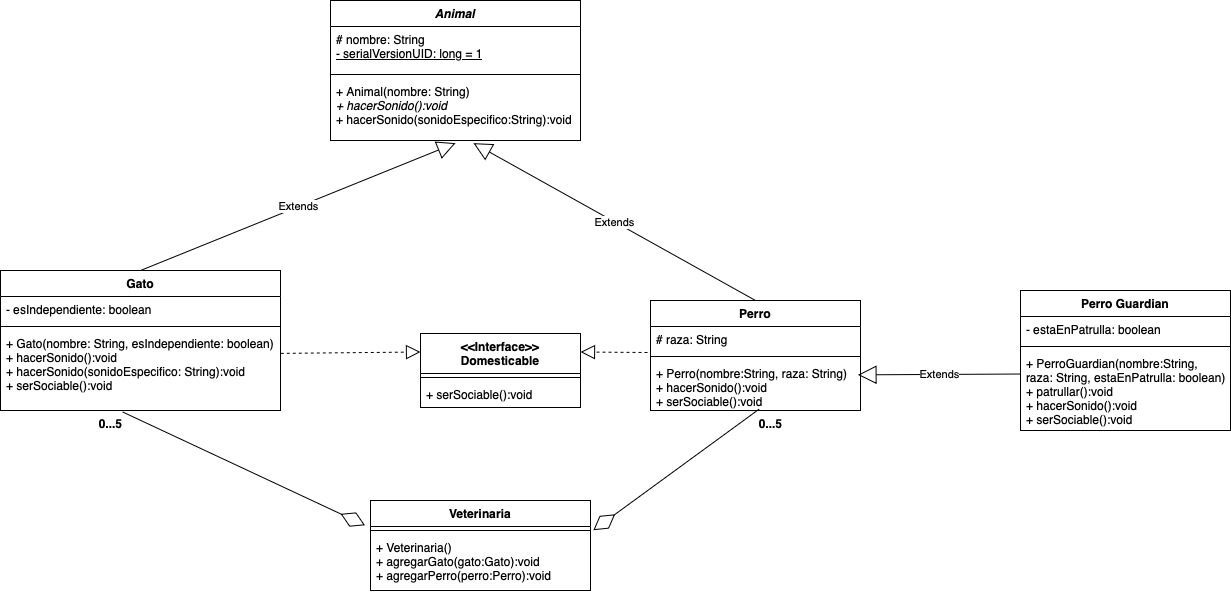 Animal
# nombre: String
- serialVersionUID: long = 1
+ Animal(nombre: String)
+ hacerSonido():void
+ hacerSonido(sonidoEspecifico:String):void
Extends
Extends
Gato
- esIndependiente: boolean
+ Gato(nombre: String, esIndependiente: boolean)
+ hacerSonido():void
+ hacerSonido(sonidoEspecifico: String):void
+ serSociable():void
0...5
<<Interface>>
Domesticable
+ serSociable():void
Perro
# raza: String
+ Perro(nombre:String, raza: String)
+ hacerSonido():void
+ serSociable():void
0...5
Extends
Perro Guardian
- estaEnPatrulla: boolean
+ PerroGuardian(nombre:String,
raza: String, estaEnPatrulla: boolean)
+ patrullar():void
+ hacerSonido():void
+ serSociable():void
Veterinaria
+ Veterinaria()
+ agregarGato(gato:Gato):void
+ agregarPerro(perro:Perro):void